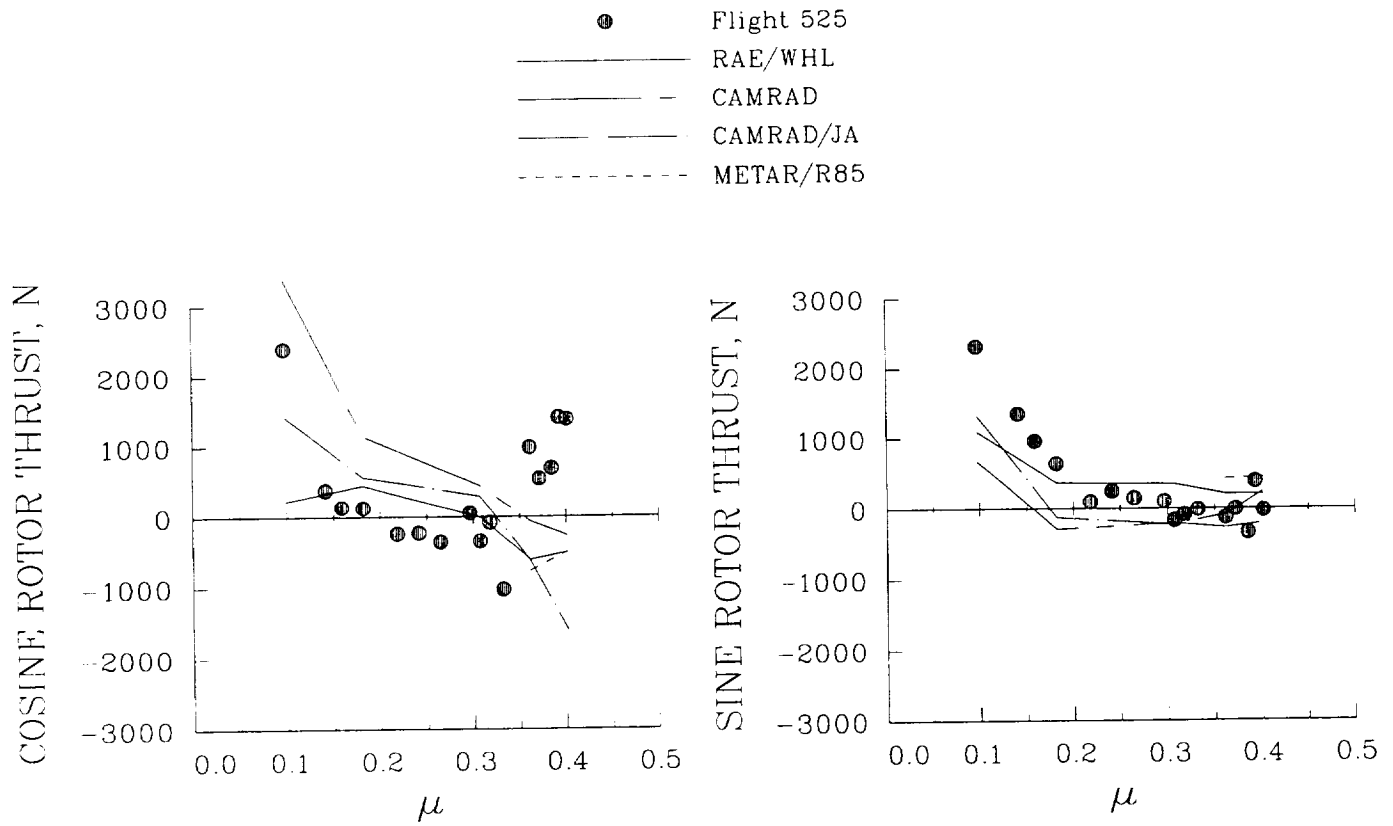 Flight 525
RAE/WHL
CAMRAD
CAMRAD/JA
METAR/R85
COSINE ROTOR THRUST, N
3000
2000
1000
0
-1000
-2000
-3000
0.0 0.1 0.2 0.3 0.4 0.5
μ
SINE ROTOR THRUST, N
3000
2000
1000
0
-1000
-2000
-3000
0.0 0.1 0.2 0.3 0.4 0.5
μ